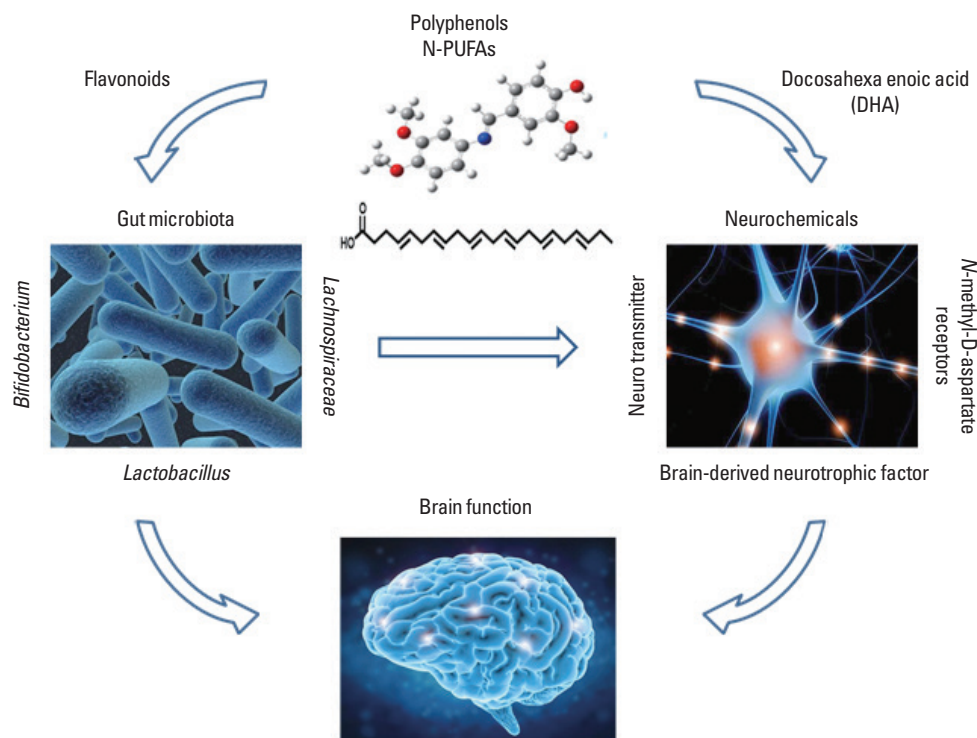 Polyphenols
N-PUFAs
Flavonoids
Docosahexa enoic acid
(DHA)
O
HO
Gut microbiota
Neurochemicals
Bifidobacterium
Lachnospiraceae
Neuro transmitter
N-methyl-D-aspartate
receptors
Lactobacillus
Brain-derived neurotrophic factor
Brain function